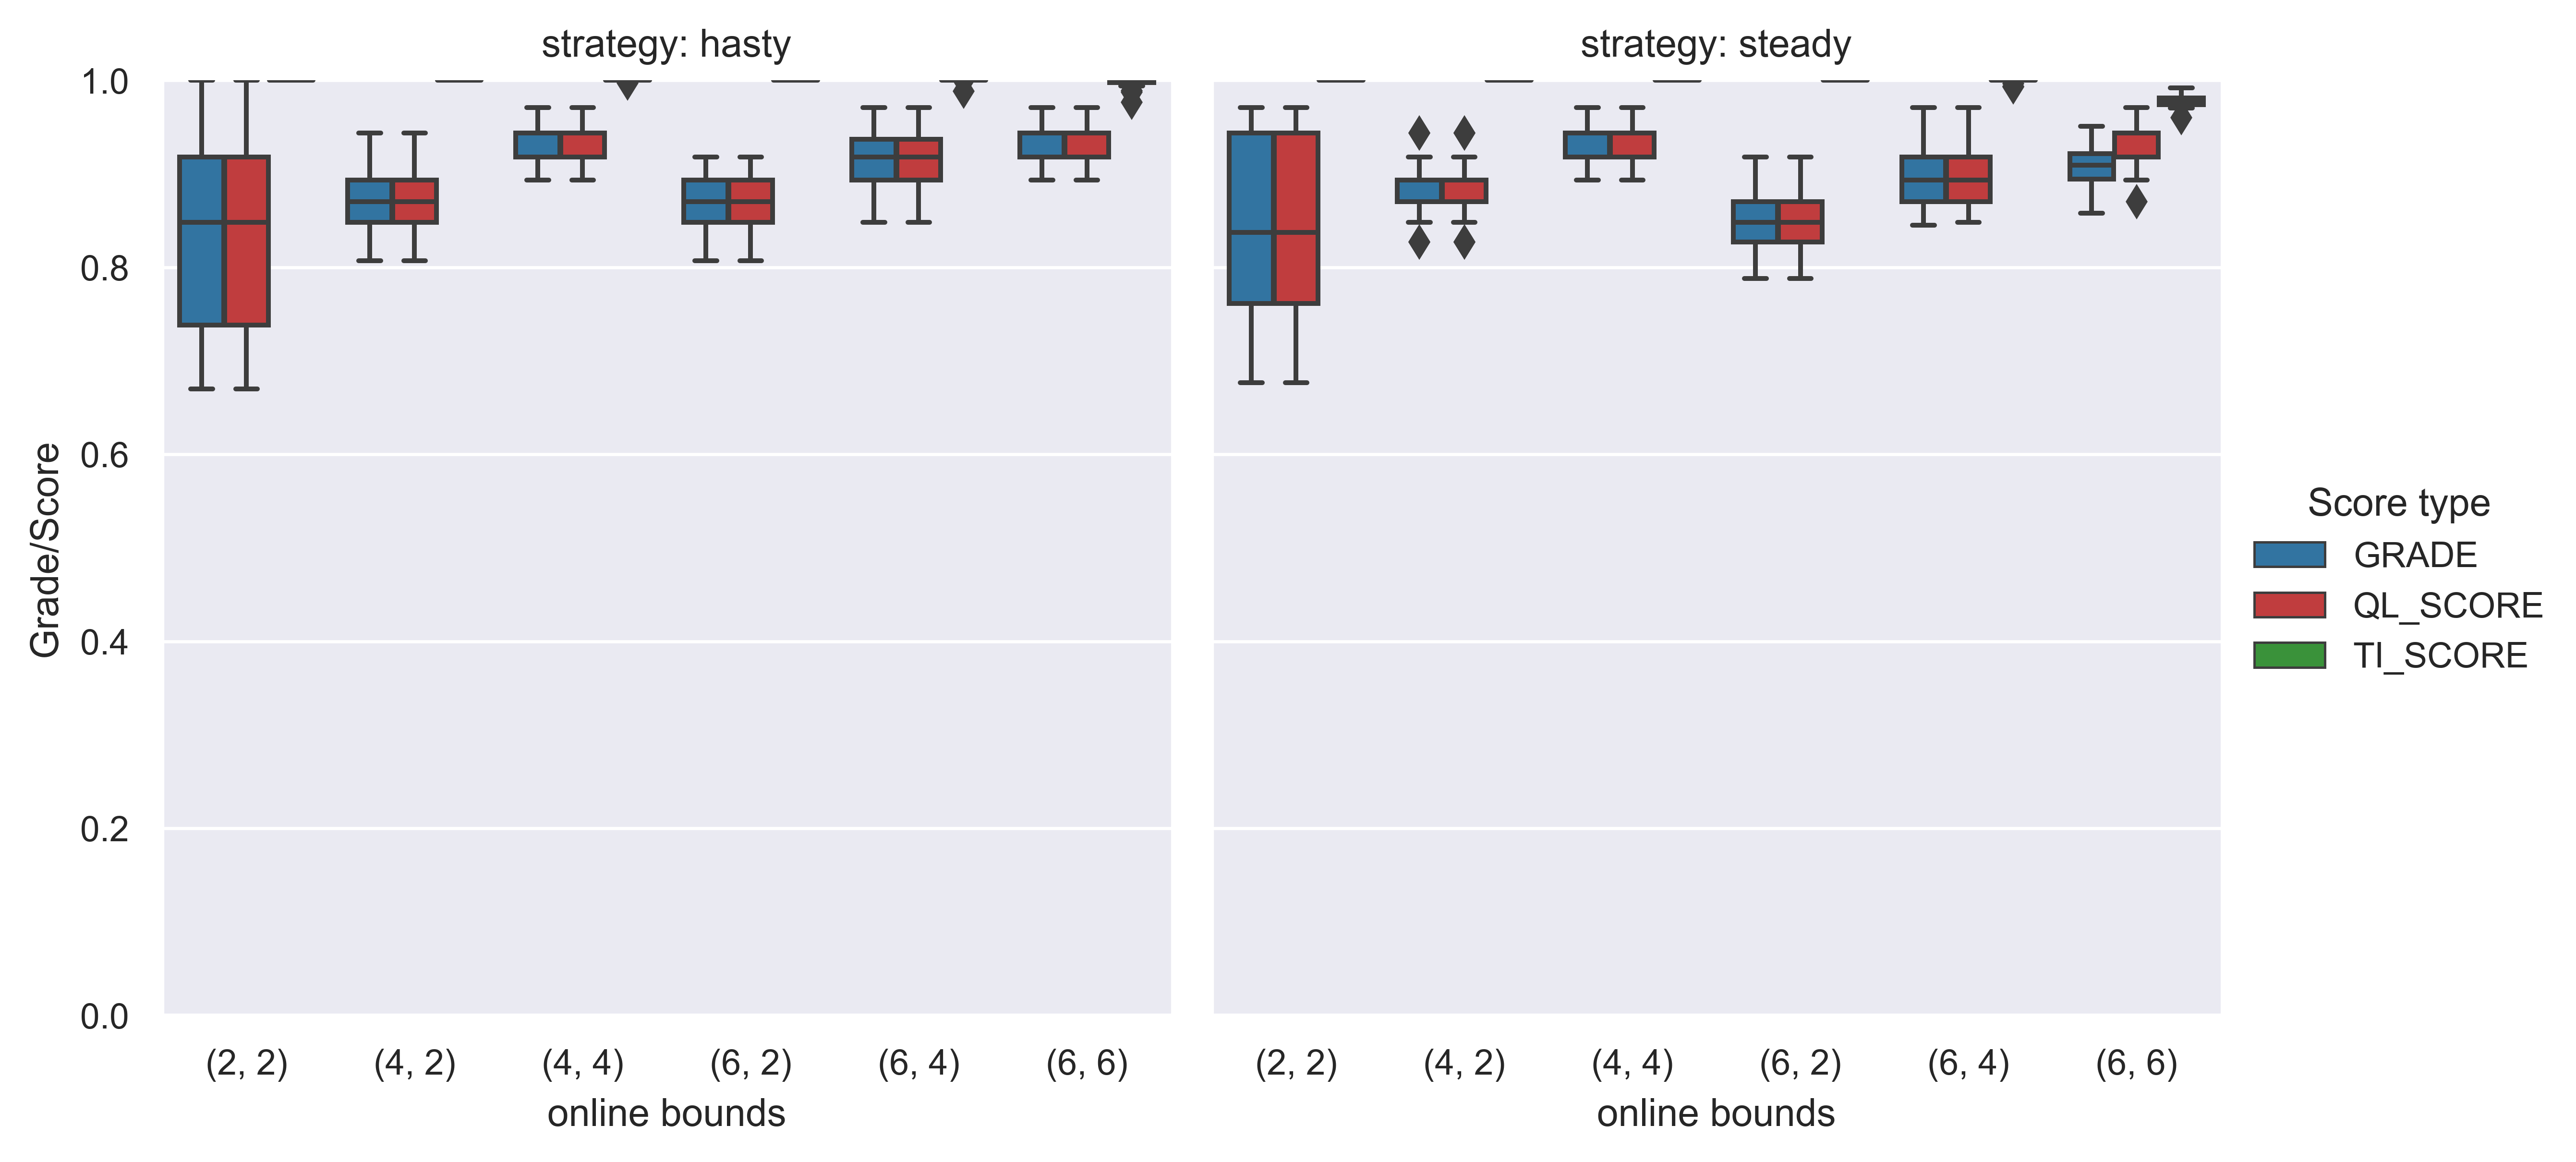 strategy: hasty
strategy: steady
1.0
0.8
0.6
0.4
0.2
0.0
Grade/Score
(2, 2) (4, 2) (4, 4) (6, 2) (6, 4) (6, 6)
online bounds
(2, 2) (4, 2) (4, 4) (6, 2) (6, 4) (6, 6)
online bounds
Score type
GRADE
QL_SCORE
TI_SCORE